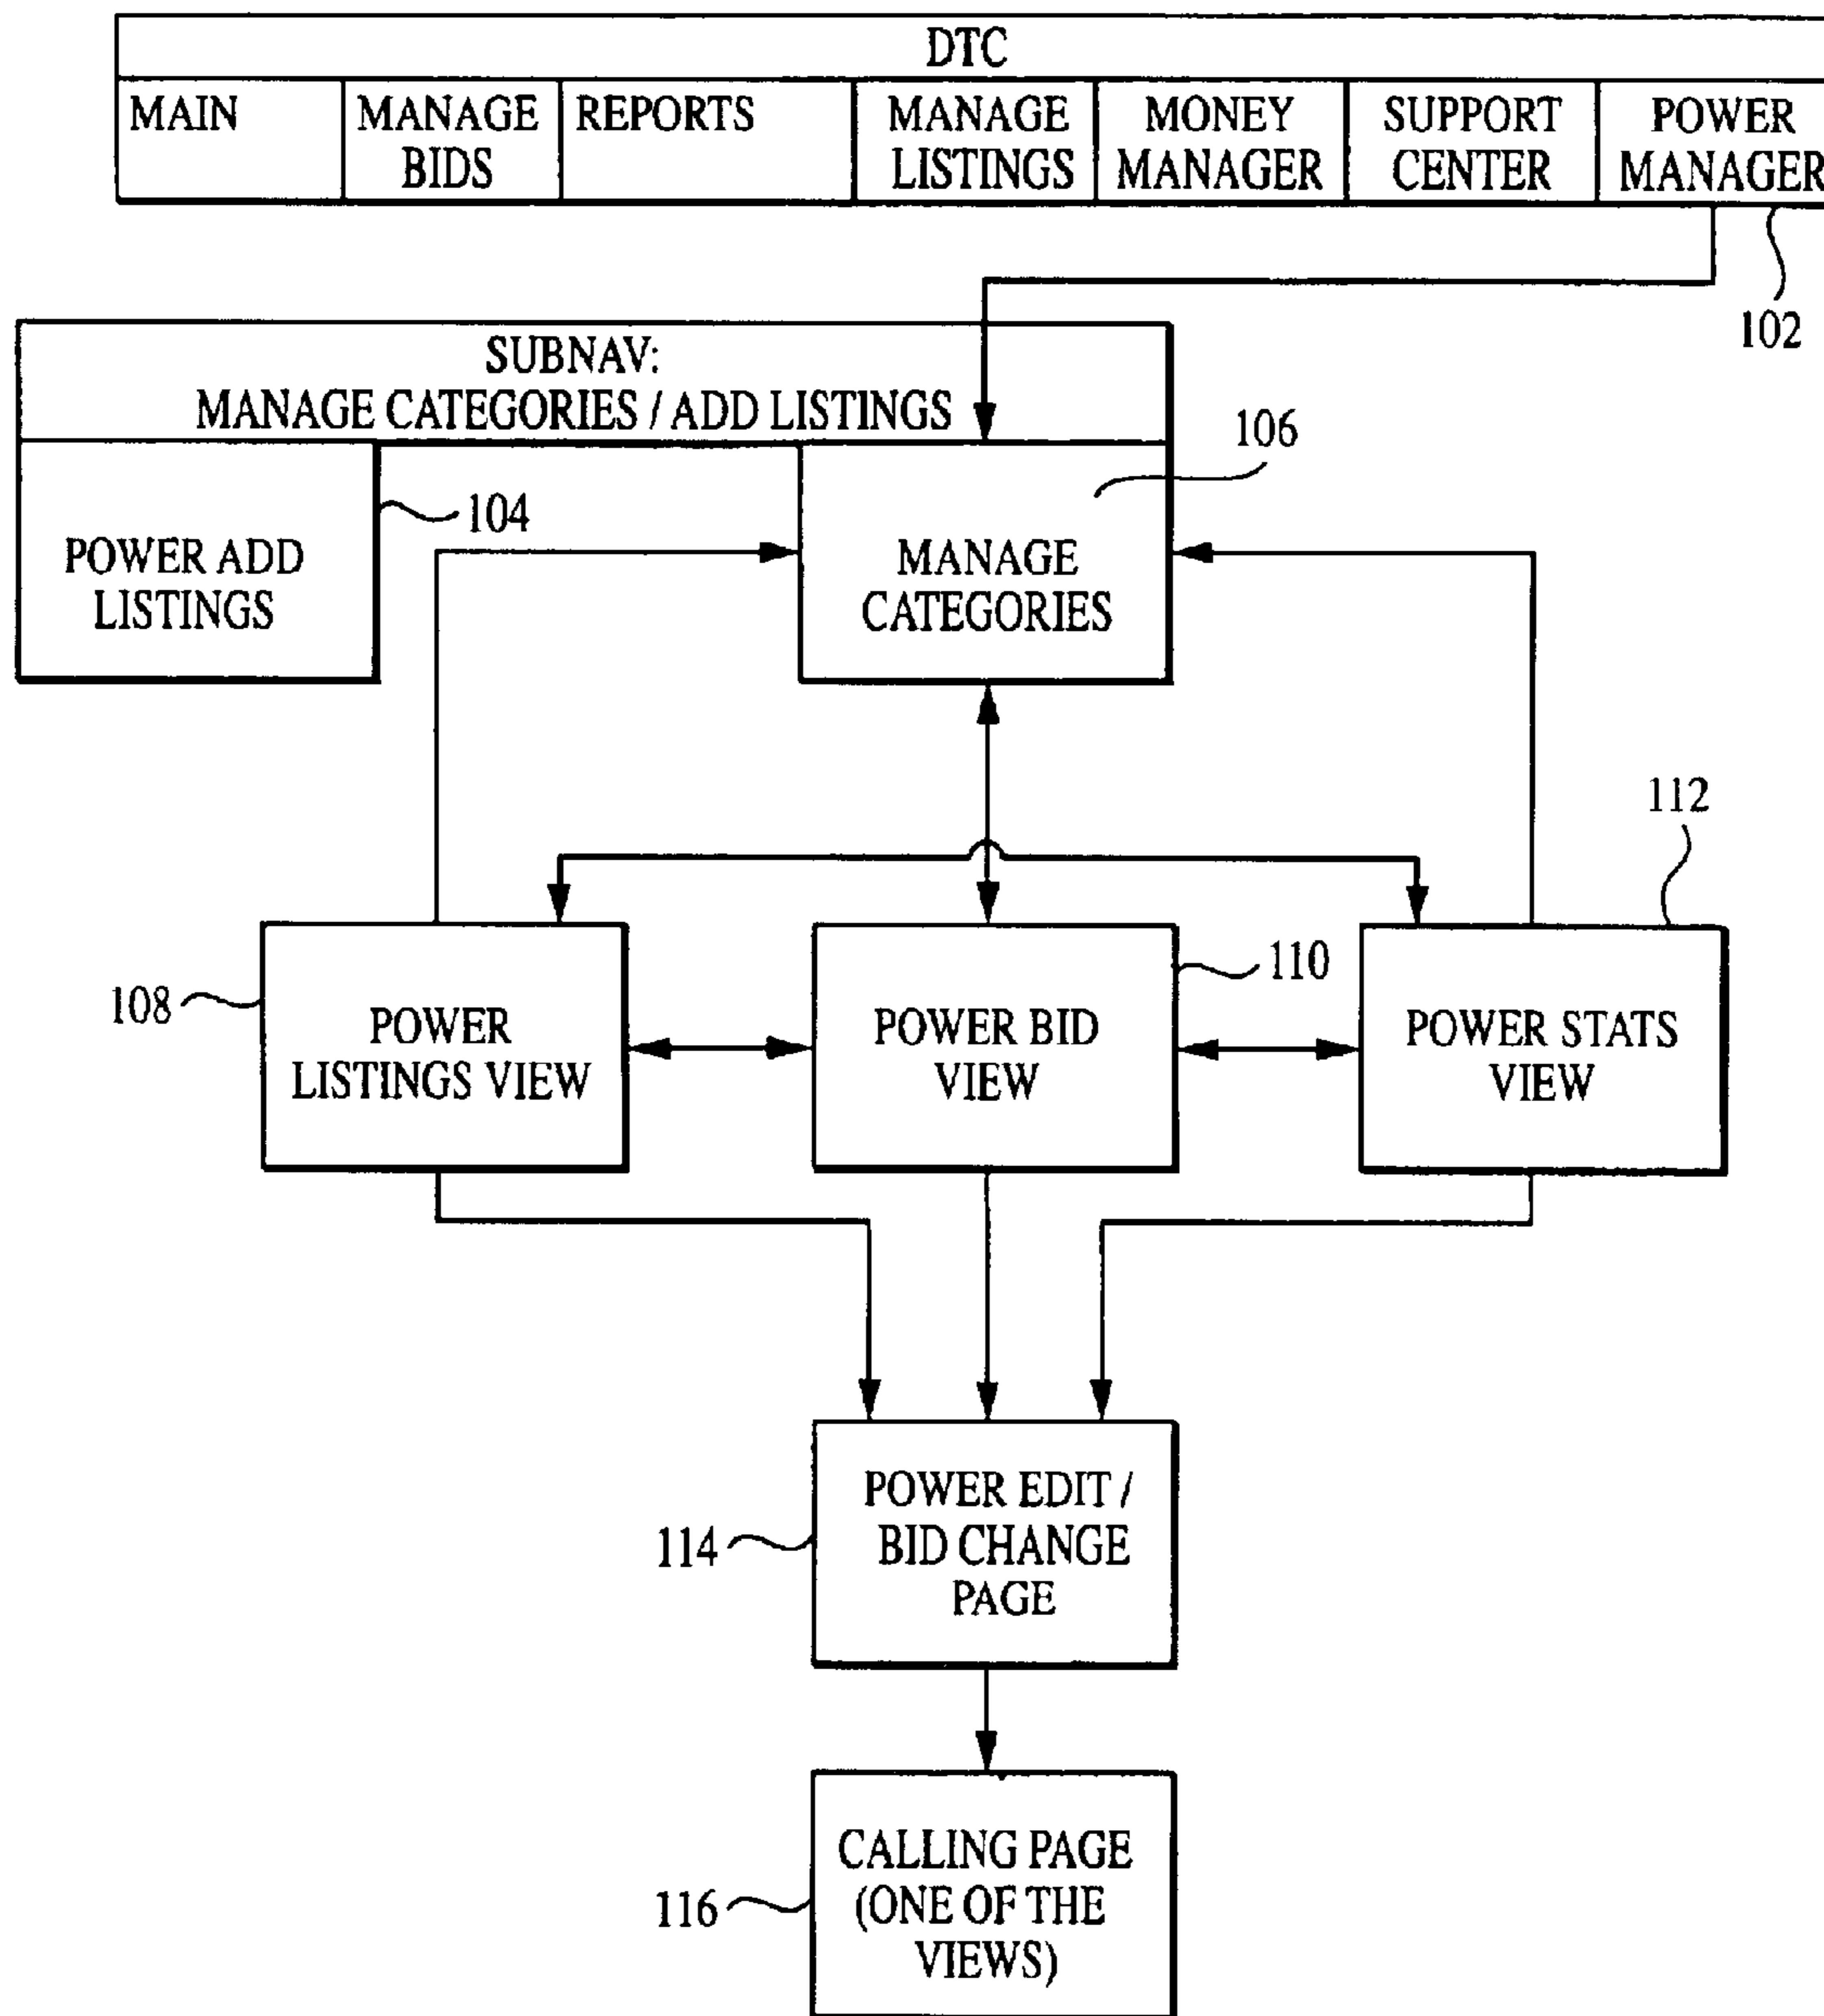 DTC
MAIN
MANAGE
BIDS
REPORTS
MANAGE
LISTINGS
MONEY
MANAGER
SUPPORT
CENTER
POWER
MANAGER
102
SUBNAV:
MANAGE CATEGORIES / ADD LISTINGS
106
104
POWER ADD
LISTINGS
MANAGE
CATEGORIES
112
108
POWER
LISTINGS VIEW
110
POWER BID
VIEW
POWER STATS
VIEW
114
POWER EDIT /
BID CHANGE
PAGE
116
CALLING PAGE
(ONE OF THE
VIEWS)